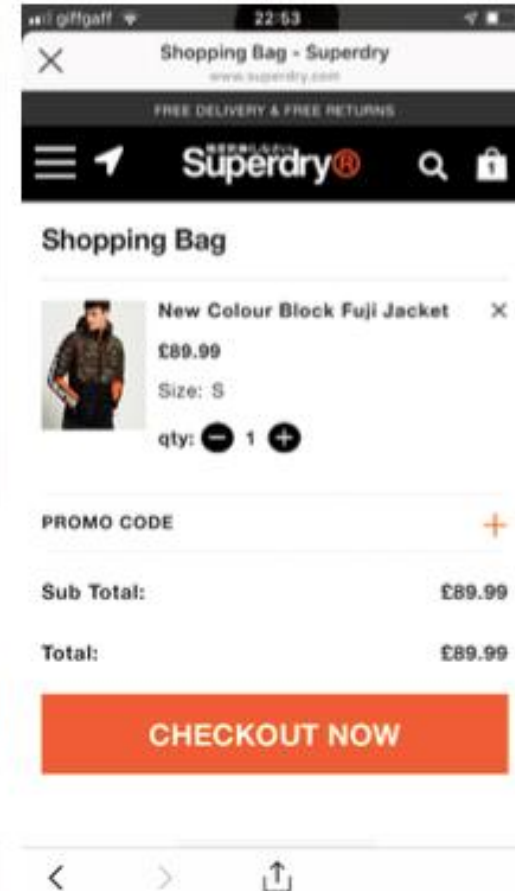 giffgaff 22:53
Shopping Bag - Superdry
www.superdry.com
FREE DELIVERY & FREE RETURNS
Superdry®
1
Shopping Bag
New Colour Block Fuji Jacket
£89.99
Size: S
qty: 1
PROMO CODE
Sub Total: £89.99
Total: £89.99
CHECKOUT NOW